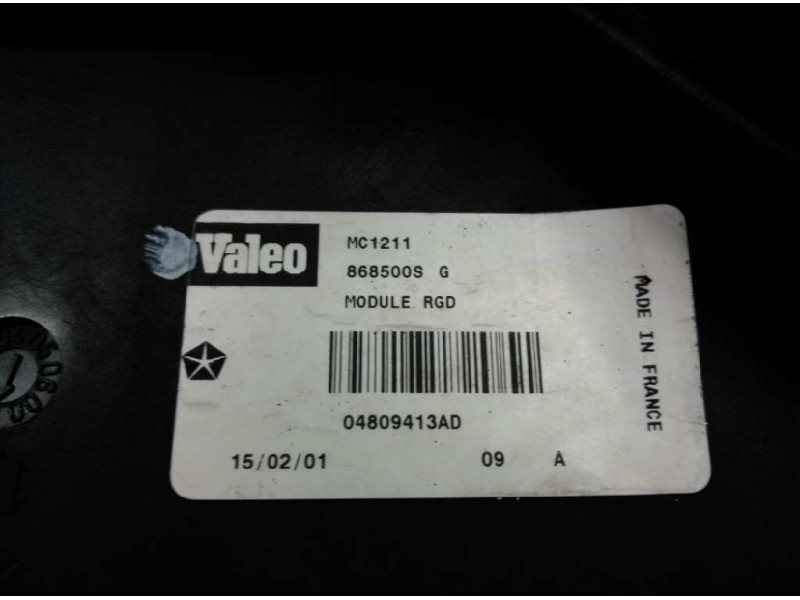 Valeo
MC1211
868500S G
MODULE RGD
04809413AD
15/02/01
09 A
MADE IN FRANCE